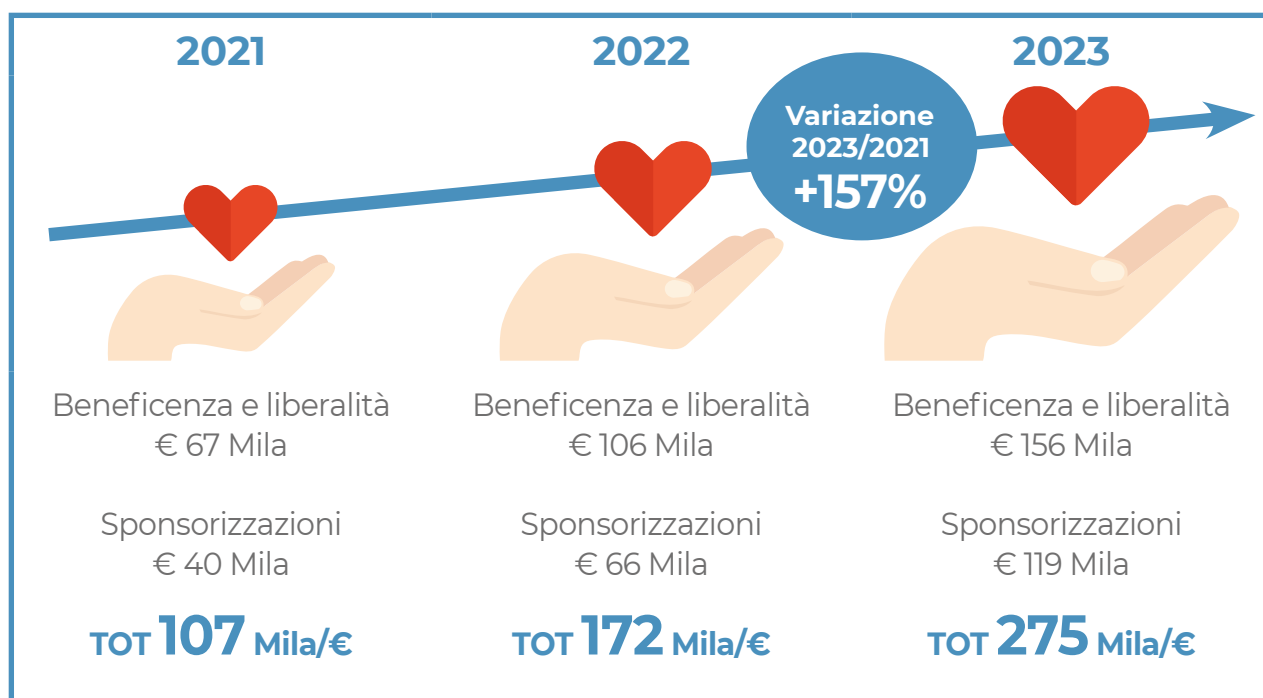 2021
2022
2023
Variazione
2023/2021
+157%
Beneficenza e liberalità
€ 67 Mila
Sponsorizzazioni
€ 40 Mila
TOT 107 Mila/€
Beneficenza e liberalità
€ 106 Mila
Sponsorizzazioni
€ 66 Mila
TOT 172 Mila/€
Beneficenza e liberalità
€ 156 Mila
Sponsorizzazioni
€ 119 Mila
TOT 275 Mila/€